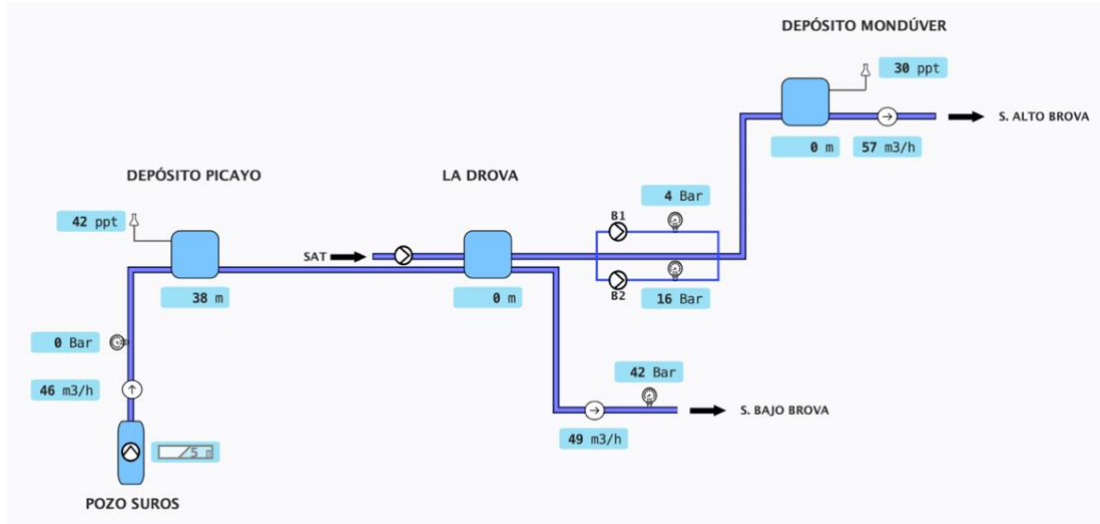 DEPÓSITO MONDÚVER
30 ppt
S. ALTO BROVA
0 m
57 m3/h
DEPÓSITO PICAYO
LA DROVA
42 ppt
4 Bar
B1
SAT
38 m
0 m
B2
16 Bar
0 Bar
46 m3/h
42 Bar
S. BAJO BROVA
49 m3/h
POZO SUROS